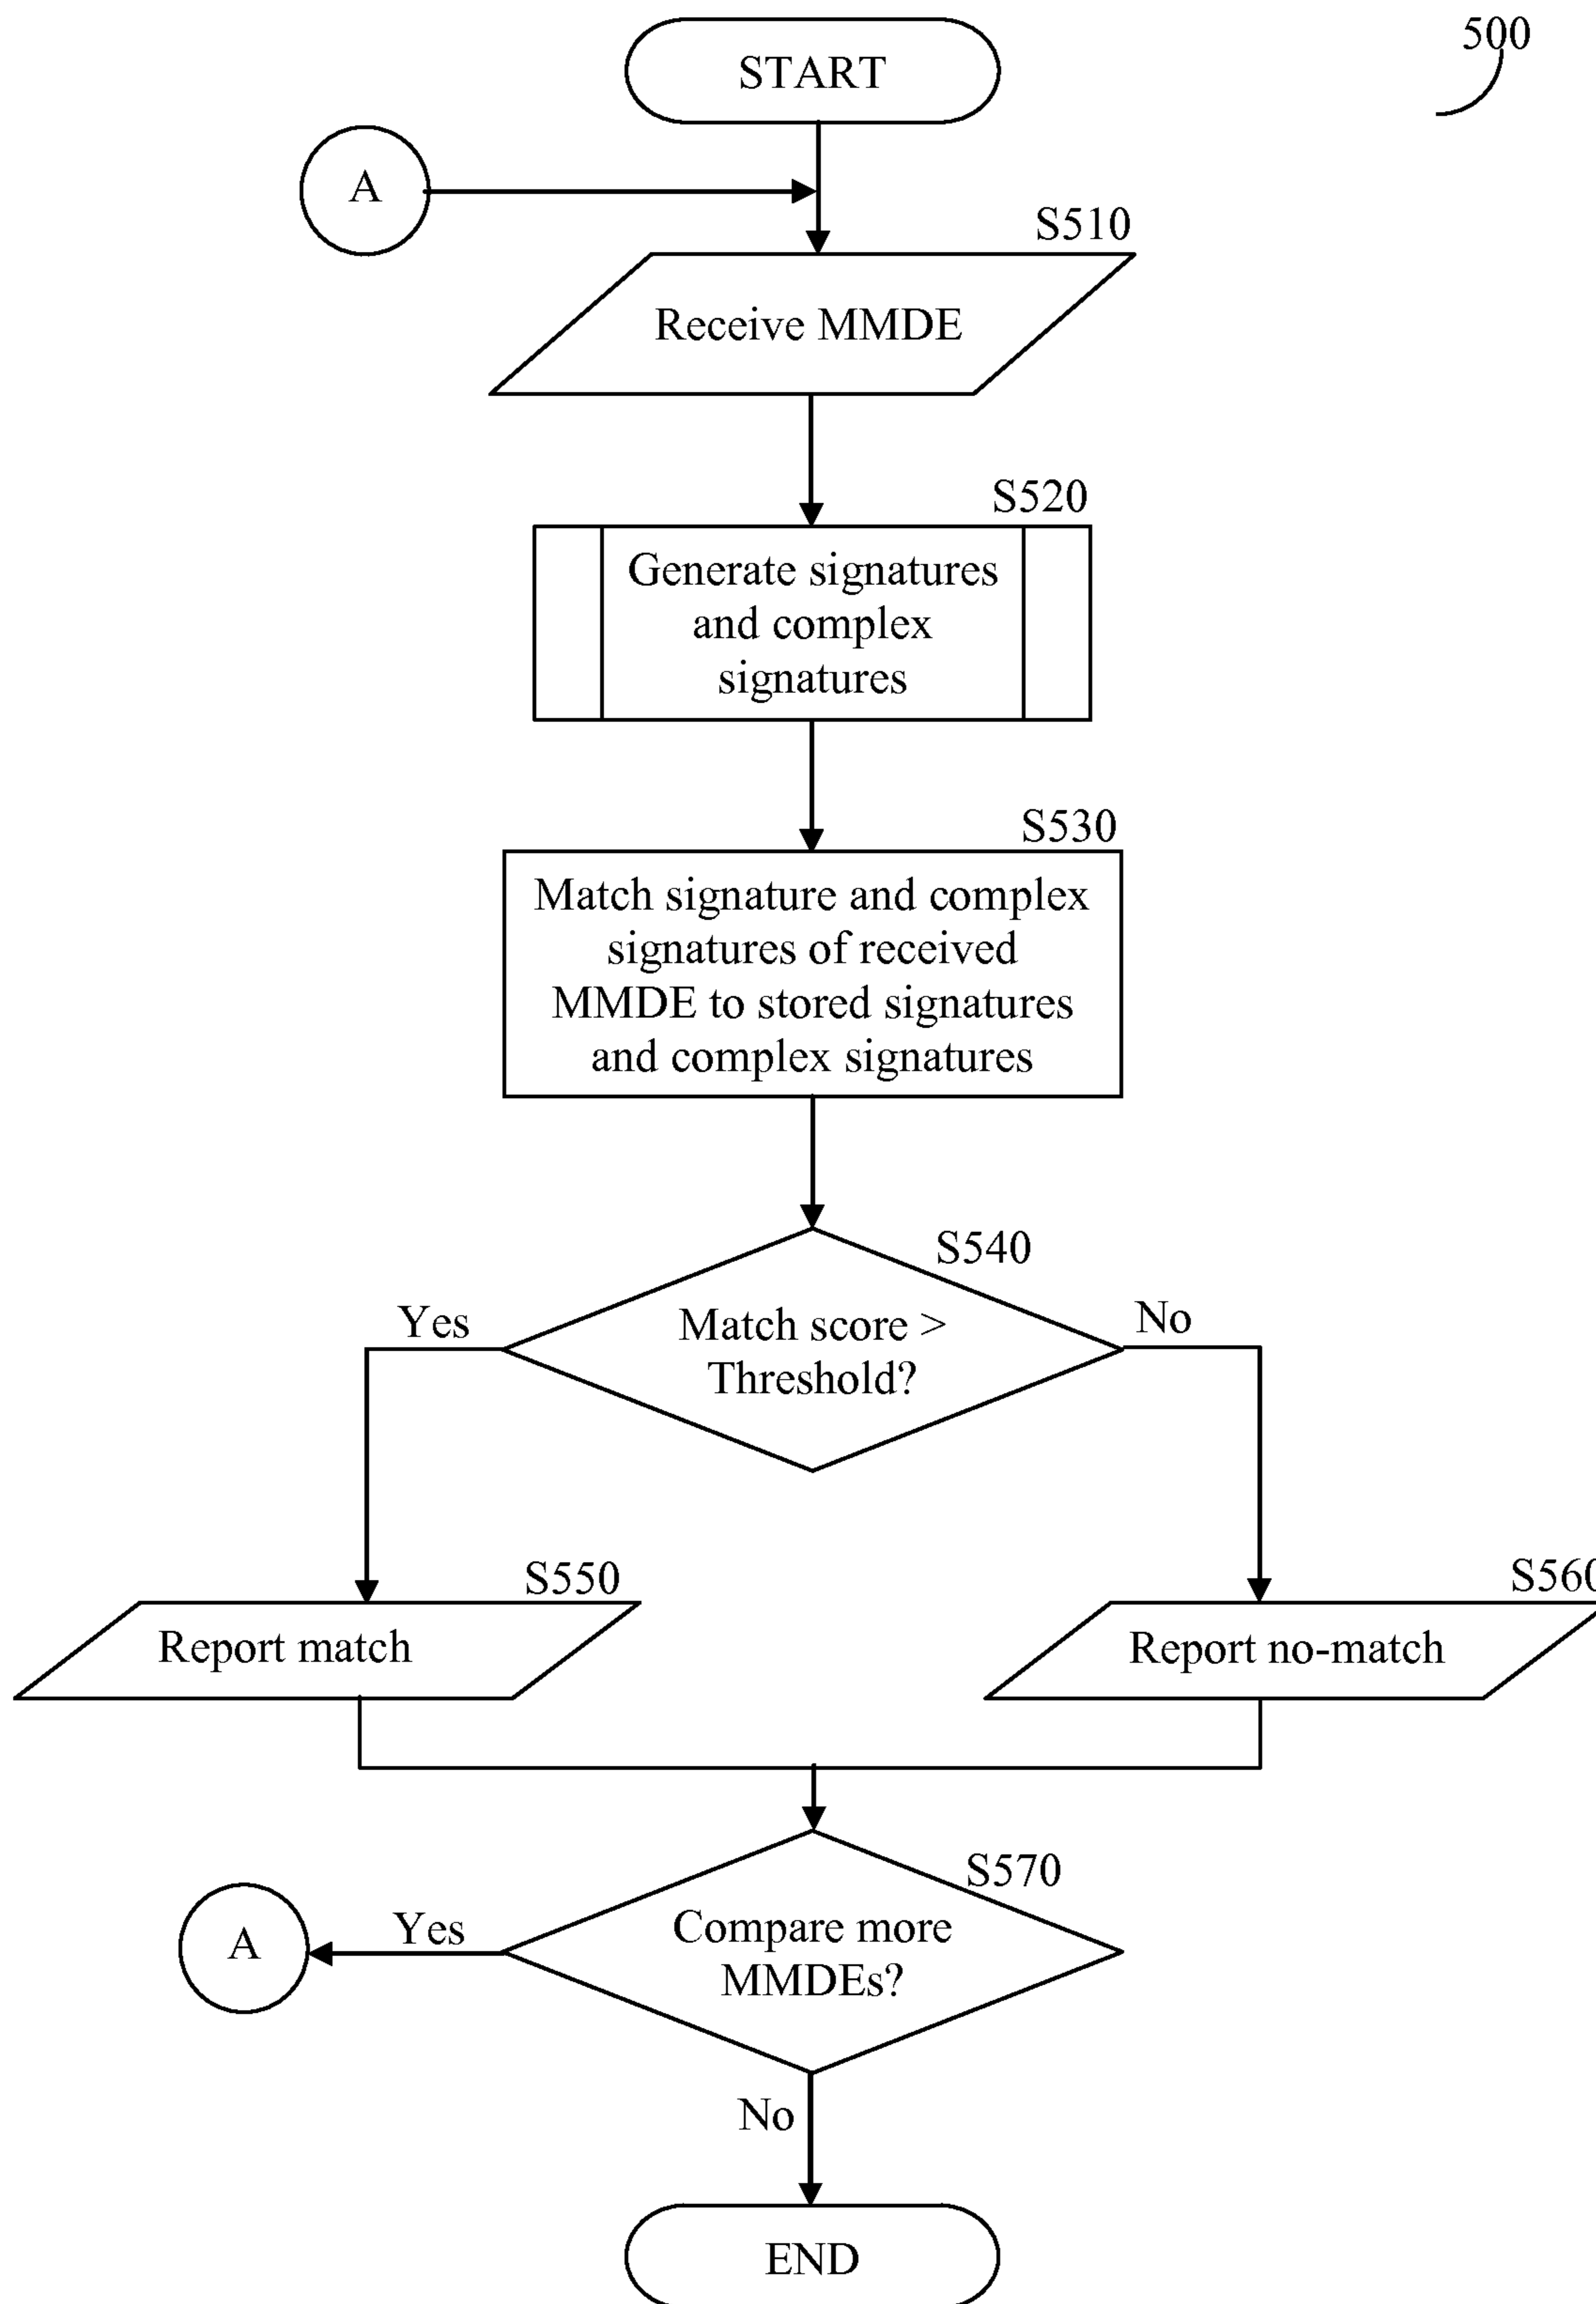 500
START
A
S510
Receive MMDE
S520
Generate signatures
and complex
signatures
S530
Match signature and complex
signatures of received
MMDE to stored signatures
and complex signatures
S540
Yes
Match score >
Threshold?
No
S550
Report match
S560
Report no-match
S570
Compare more
MMDEs?
Yes
A
No
END